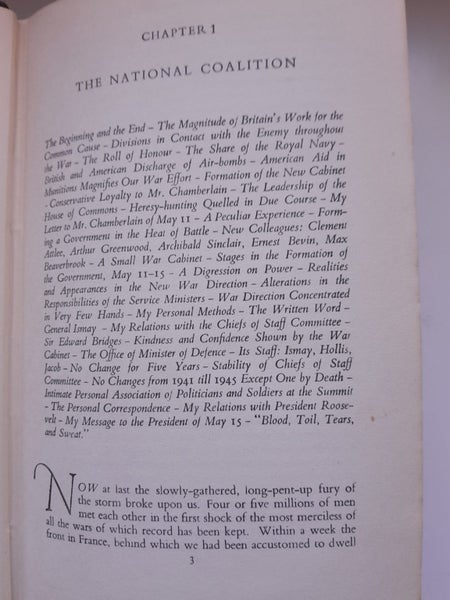 CHAPTER 1
THE NATIONAL COALITION
The Beginning and the End – The Magnitude of Britain's Work for the
Common Cause – Divisions in Contact with the Enemy throughout
the War – The Roll of Honour – The Share of the Royal Navy –
British and American Discharge of Air-bombs – American Aid in
Munitions Magnifies Our War Effort – Formation of the New Cabinet
– Conservative Loyalty to Mr. Chamberlain – The Leadership of the
House of Commons – Heresy-hunting Quelled in Due Course – My
Letter to Mr. Chamberlain of May 11 – A Peculiar Experience – Form-
ing a Government in the Heat of Battle – New Colleagues: Clement
Attlee, Arthur Greenwood, Archibald Sinclair, Ernest Bevin, Max
Beaverbrook – A Small War Cabinet – Stages in the Formation of
the Government, May 11–15 – A Digression on Power – Realities
and Appearances in the New War Direction – Alterations in the
Responsibilities of the Service Ministers – War Direction Concentrated
in Very Few Hands – My Personal Methods – The Written Word –
General Ismay – My Relations with the Chiefs of Staff Committee –
Sir Edward Bridges – Kindness and Confidence Shown by the War
Cabinet – The Office of Minister of Defence – Its Staff: Ismay, Hollis,
Jacob – No Change for Five Years – Stability of Chiefs of Staff
Committee – No Changes from 1941 till 1945 Except One by Death –
Intimate Personal Association of Politicians and Soldiers at the Summit
– The Personal Correspondence – My Relations with President Roose-
velt – My Message to the President of May 15 – "Blood, Toil, Tears,
and Sweat."
NOW at last the slowly-gathered, long-pent-up fury of
the storm broke upon us. Four or five millions of men
met each other in the first shock of the most merciless of
all the wars of which record has been kept. Within a week the
front in France, behind which we had been accustomed to dwell
3